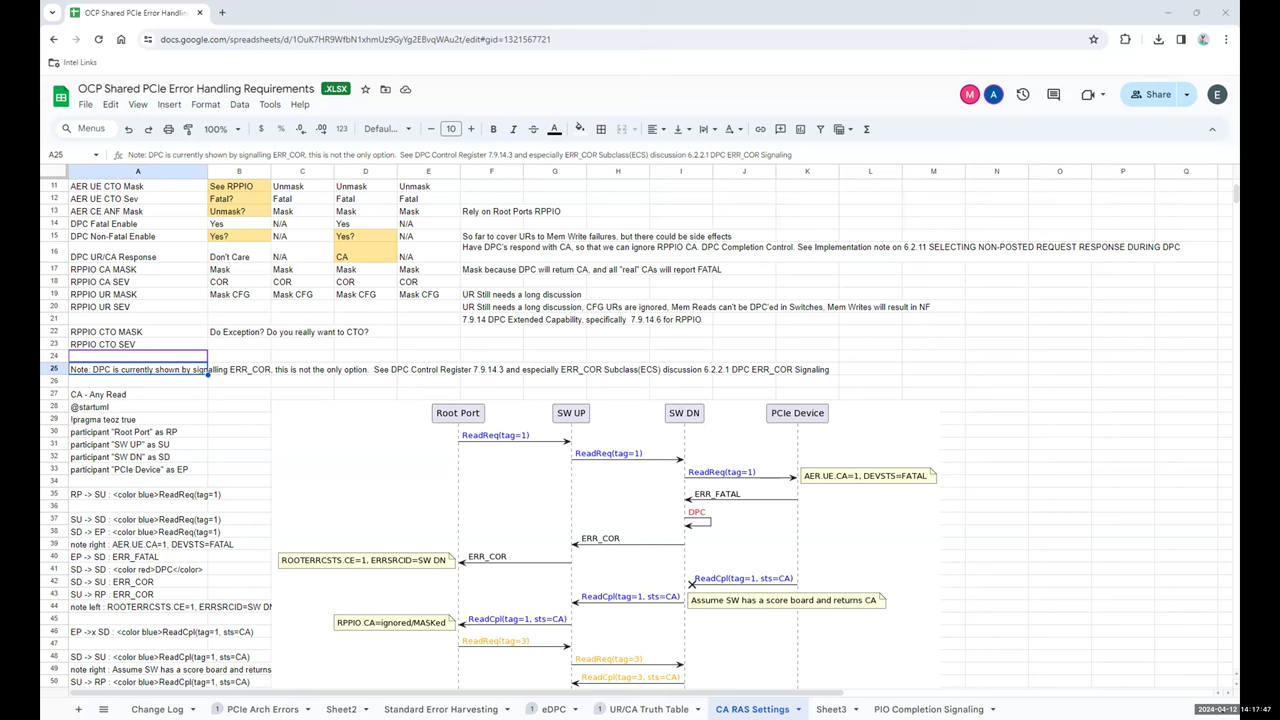 OCP Shared PCIe Error Handlin
docs.google.com/spreadsheets/d/1OuK7HR9WfbN1xhmUz9GyYg2EBvqWAu2t/edit#gid=1321567721
Intel Links
OCP Shared PCIe Error Handling Requirements .XLSX
File Edit View Insert Format Data Tools Help
M A Share E
Menus 100% $ % .0 .00 123 Defaul... 10 B I A
A25 fx Note: DPC is currently shown by signalling ERR_COR, this is not the only option. See DPC Control Register 7.9.14.3 and especially ERR_COR Subclass(ECS) discussion 6.2.2.1 DPC ERR_COR Signaling
A B C D E F G H I J K L M N O P Q
11 AER UE CTO Mask See RPPIO Unmask Unmask Unmask
12 AER UE CTO Sev Fatal? Fatal Fatal Fatal
13 AER CE ANF Mask Unmask? Mask Mask Mask Rely on Root Ports RPPIO
14 DPC Fatal Enable Yes N/A Yes N/A
15 DPC Non-Fatal Enable Yes? N/A Yes? N/A So far to cover URs to Mem Write failures, but there could be side effects
16 DPC UR/CA Response Don't Care N/A CA N/A Have DPC's respond with CA, so that we can ignore RPPIO CA. DPC Completion Control. See Implementation note on 6.2.11 SELECTING NON-POSTED REQUEST RESPONSE DURING DPC
17 RPPIO CA MASK Mask Mask Mask Mask Mask because DPC will return CA, and all "real" CAs will report FATAL
18 RPPIO CA SEV COR COR COR COR
19 RPPIO UR MASK Mask CFG Mask CFG Mask CFG Mask CFG UR Still needs a long discussion
20 RPPIO UR SEV UR Still needs a long discussion, CFG URs are ignored, Mem Reads can't be DPC'ed in Switches, Mem Writes will result in NF
21 7.9.14 DPC Extended Capability, specifically 7.9.14.6 for RPPIO
22 RPPIO CTO MASK Do Exception? Do you really want to CTO?
23 RPPIO CTO SEV
24
25 Note: DPC is currently shown by signalling ERR_COR, this is not the only option. See DPC Control Register 7.9.14.3 and especially ERR_COR Subclass(ECS) discussion 6.2.2.1 DPC ERR_COR Signaling
26
27 CA - Any Read
28 @startuml
29 !pragma teoz true
30 participant "Root Port" as RP
31 participant "SW UP" as SU
32 participant "SW DN" as SD
33 participant "PCIe Device" as EP
34
35 RP -> SU : <color blue>ReadReq(tag=1)
36
37 SU -> SD : <color blue>ReadReq(tag=1)
38 SD -> EP : <color blue>ReadReq(tag=1)
39 note right : AER.UE.CA=1, DEVSTS=FATAL
40 EP -> SD : ERR_FATAL
41 SD -> SD : <color red>DPC</color>
42 SD -> SU : ERR_COR
43 SU -> RP : ERR_COR
44 note left : ROOTERRCSTS.CE=1, ERRSRCID=SW DN
45
46 EP ->x SD : <color blue>ReadCpl(tag=1, sts=CA)
47
48 SD -> SU : <color blue>ReadCpl(tag=1, sts=CA)
49 note right : Assume SW has a score board and returns
50 SU -> RP : <color blue>ReadCpl(tag=1, sts=CA)
Root Port SW UP SW DN PCIe Device
ReadReq(tag=1)
ReadReq(tag=1)
ReadReq(tag=1) AER.UE.CA=1, DEVSTS=FATAL
ERR_FATAL
DPC
ERR_COR
ROOTERRCSTS.CE=1, ERRSRCID=SW DN ERR_COR
ReadCpl(tag=1, sts=CA)
ReadCpl(tag=1, sts=CA) Assume SW has a score board and returns CA
RPPIO.CA=ignored/MASKed ReadCpl(tag=1, sts=CA)
ReadReq(tag=3)
ReadReq(tag=3)
ReadCpl(tag=3, sts=CA)
Change Log 1 PCIe Arch Errors Sheet2 Standard Error Harvesting 1 eDPC 1 UR/CA Truth Table CA RAS Settings Sheet3 PIO Completion Signaling
2024-04-12 14:17:47